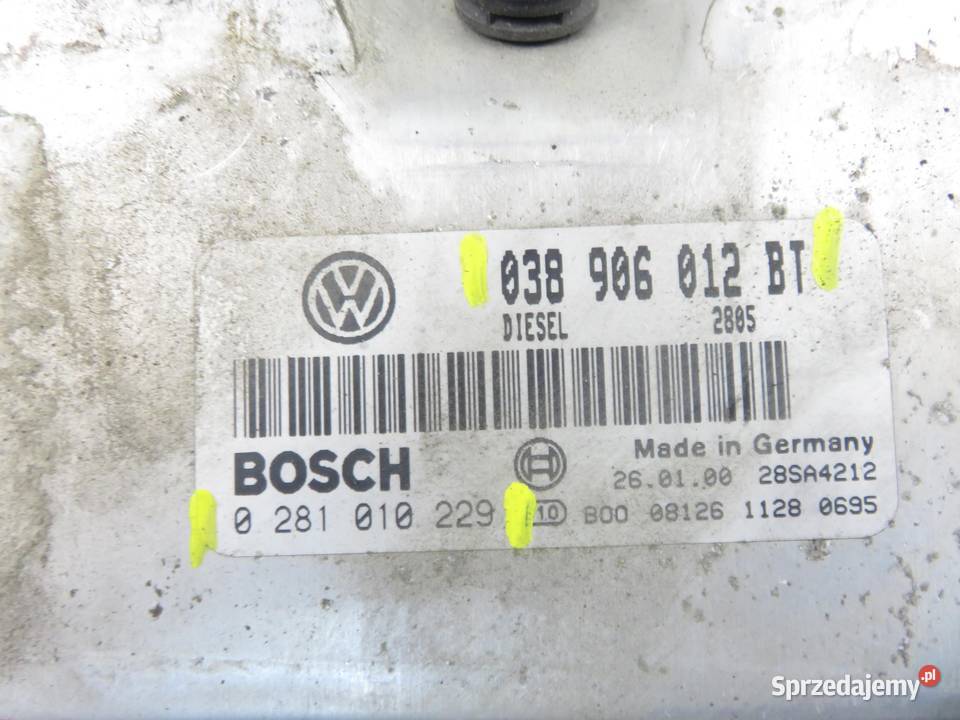 038 906 012 BT
DIESEL 2805
BOSCH
Made in Germany
26.01.00 28SA4212
0 281 010 229 10 B00 08126 1128 0695
Sprzedajemy.pl